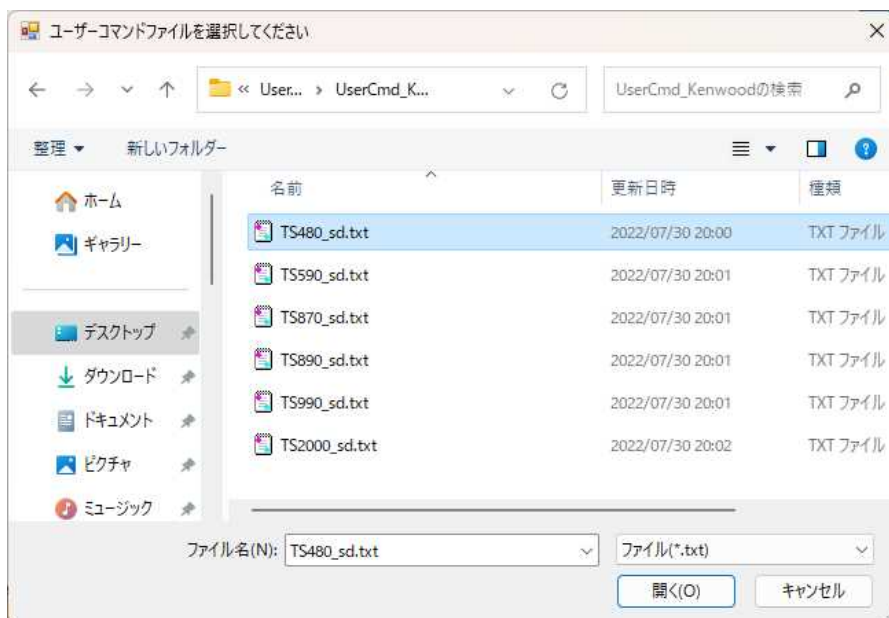 ユーザーコマンドファイルを選択してください
« User... › UserCmd_K...
UserCmd_Kenwoodの検索
整理 新しいフォルダー
名前 更新日時 種類
ホーム
ギャラリー
デスクトップ
ダウンロード
ドキュメント
ピクチャ
ミュージック
TS480_sd.txt 2022/07/30 20:00 TXT ファイル
TS590_sd.txt 2022/07/30 20:01 TXT ファイル
TS870_sd.txt 2022/07/30 20:01 TXT ファイル
TS890_sd.txt 2022/07/30 20:01 TXT ファイル
TS990_sd.txt 2022/07/30 20:01 TXT ファイル
TS2000_sd.txt 2022/07/30 20:02 TXT ファイル
ファイル名(N): TS480_sd.txt ファイル(*.txt)
開く(O) キャンセル